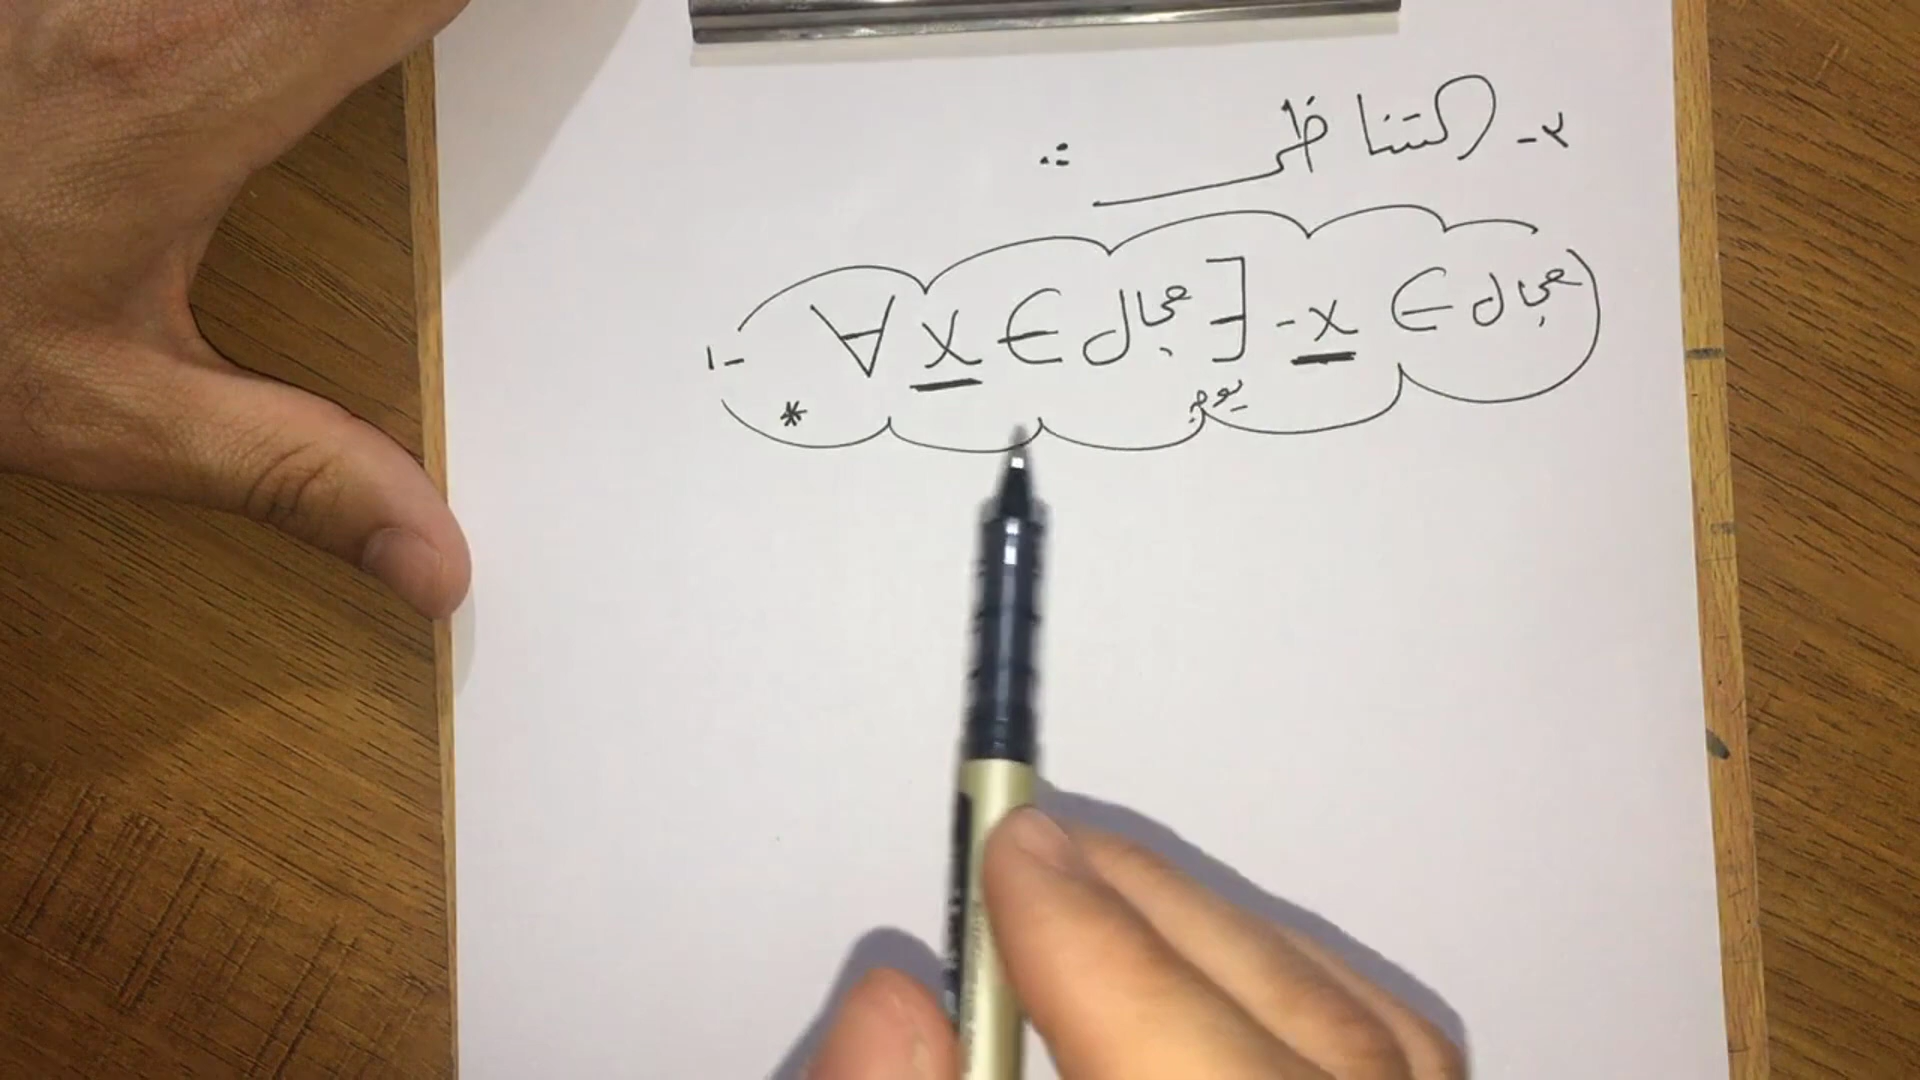 ٢- التناظر :.
١- ∀ x ∈ مجال ∃ -x ∈ مجال
* يوجد